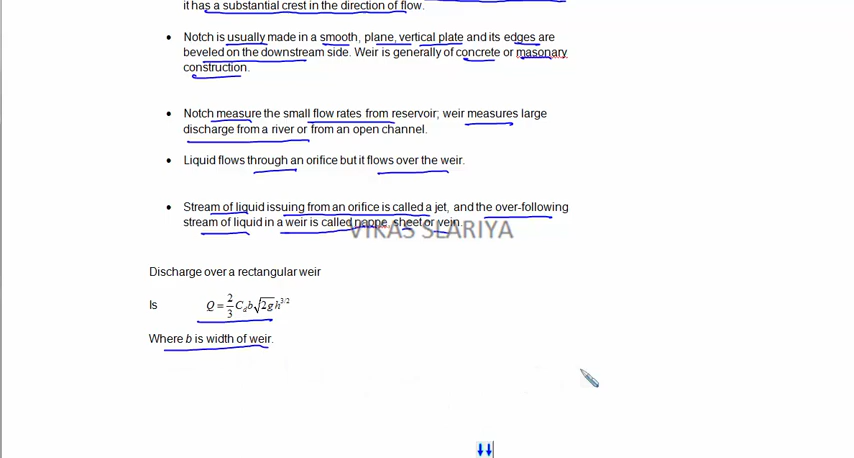 it has a substantial crest in the direction of flow.
• Notch is usually made in a smooth, plane, vertical plate and its edges are
beveled on the downstream side. Weir is generally of concrete or masonary
construction.
• Notch measure the small flow rates from reservoir; weir measures large
discharge from a river or from an open channel.
• Liquid flows through an orifice but it flows over the weir.
• Stream of liquid issuing from an orifice is called a jet, and the over-following
stream of liquid in a weir is called nappe, sheet or vein.
VIKAS SLARIYA
Discharge over a rectangular weir
Is Q = 2/3 C_d b √2g h^3/2
Where b is width of weir.